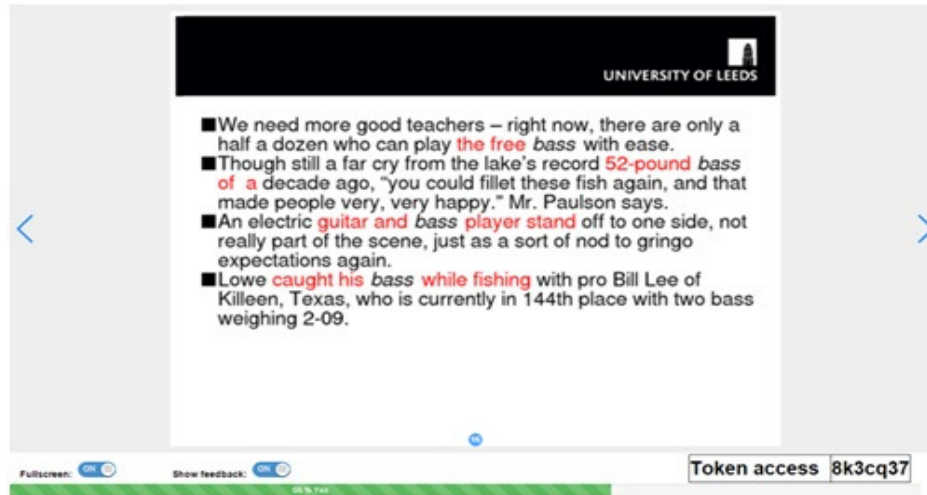 UNIVERSITY OF LEEDS
■We need more good teachers – right now, there are only a
half a dozen who can play the free bass with ease.
■Though still a far cry from the lake's record 52-pound bass
of a decade ago, "you could fillet these fish again, and that
made people very, very happy." Mr. Paulson says.
■An electric guitar and bass player stand off to one side, not
really part of the scene, just as a sort of nod to gringo
expectations again.
■Lowe caught his bass while fishing with pro Bill Lee of
Killeen, Texas, who is currently in 144th place with two bass
weighing 2-09.
Fullscreen: ON Show feedback: ON Token access 8k3cq37